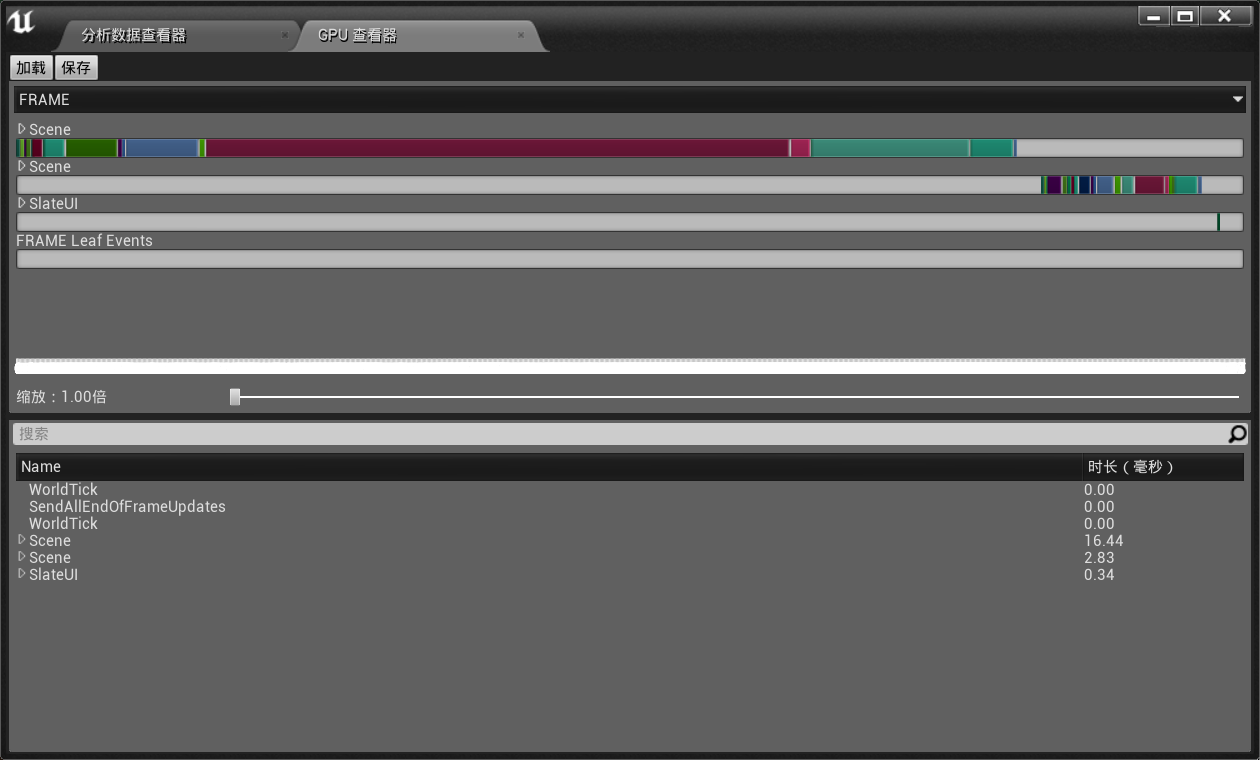 分析数据查看器
GPU 查看器
加载 保存
FRAME
Scene
Scene
SlateUI
FRAME Leaf Events
缩放：1.00倍
搜索
Name 时长（毫秒）
WorldTick 0.00
SendAllEndOfFrameUpdates 0.00
WorldTick 0.00
Scene 16.44
Scene 2.83
SlateUI 0.34